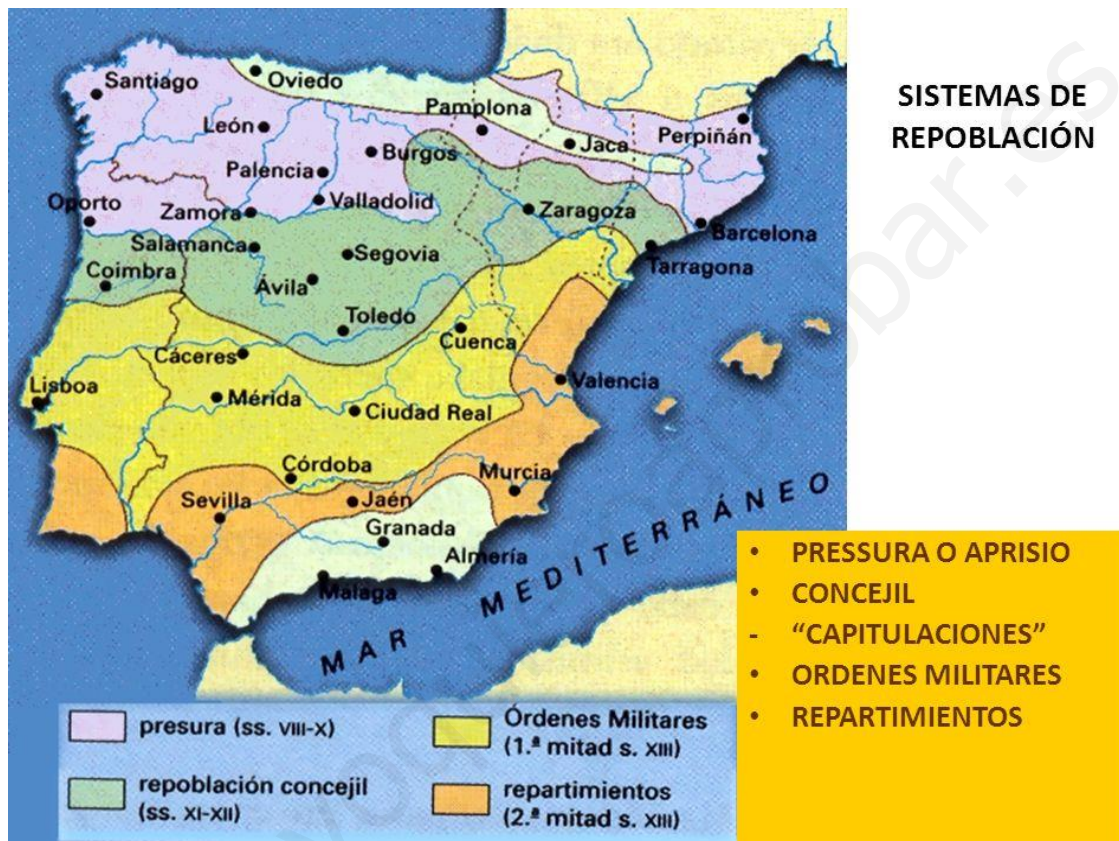 SISTEMAS DE
REPOBLACIÓN
Santiago
Oviedo
Pamplona
Perpiñán
León
Jaca
Burgos
Palencia
Oporto
Zamora
Valladolid
Zaragoza
Barcelona
Salamanca
Segovia
Tarragona
Coimbra
Ávila
Toledo
Cuenca
Cáceres
Lisboa
Valencia
Mérida
Ciudad Real
Córdoba
Murcia
Sevilla
Jaén
Granada
Almería
Málaga
MAR MEDITERRÁNEO
• PRESSURA O APRISIO
• CONCEJIL
- “CAPITULACIONES”
• ORDENES MILITARES
• REPARTIMIENTOS
presura (ss. VIII-X)
repoblación concejil
(ss. XI-XII)
Órdenes Militares
(1.ª mitad s. XIII)
repartimientos
(2.ª mitad s. XIII)